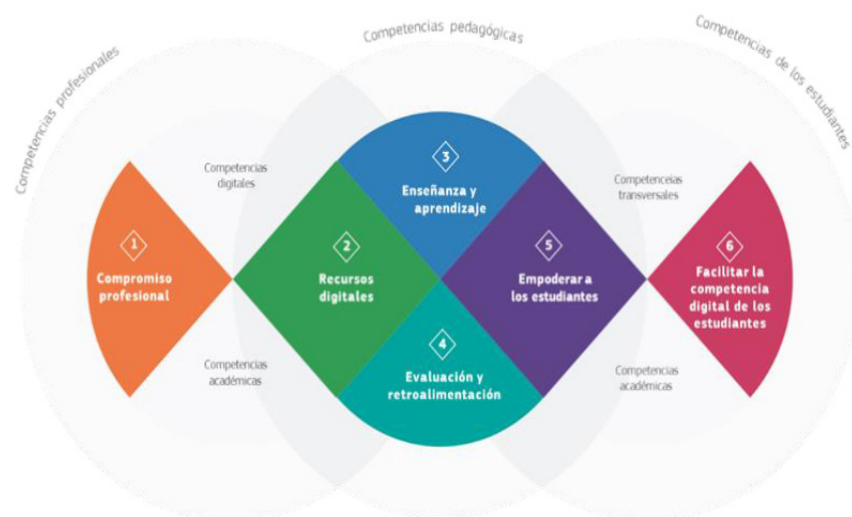 Competencias profesionales
Competencias pedagógicas
Competencias de los estudiantes
Competencias
digitales
Competencias
académicas
1
Compromiso
profesional
2
Recursos
digitales
3
Enseñanza y
aprendizaje
4
Evaluación y
retroalimentación
5
Empoderar a
los estudiantes
Competenceias
transversales
Competencias
académicas
6
Facilitar la
competencia
digital de los
estudiantes